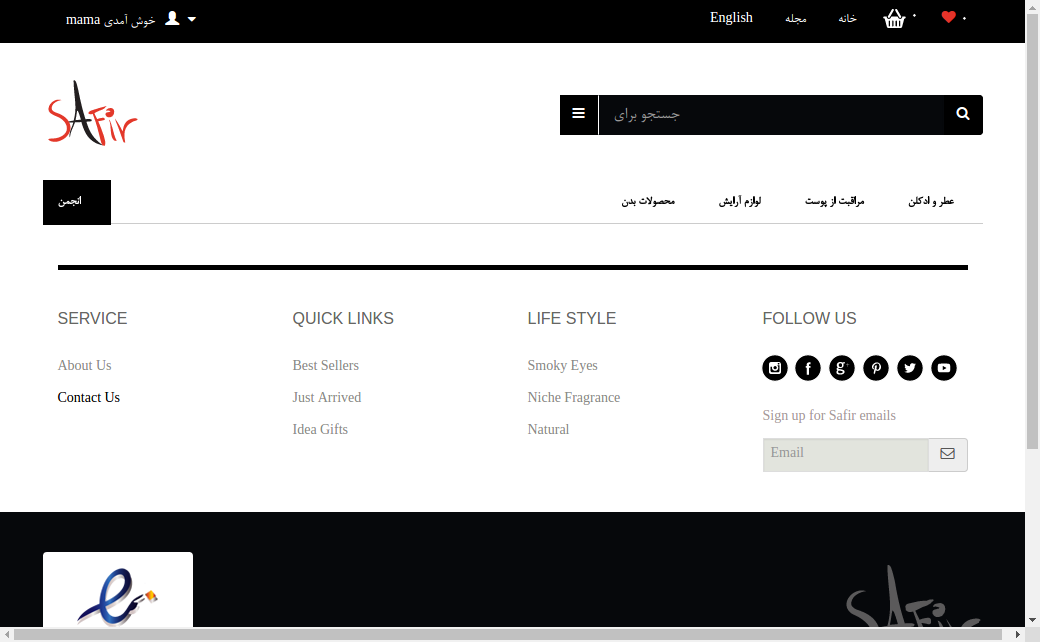 خوش آمدی mama
English
مجله
خانه
SAFir
جستجو برای
انجمن
محصولات بدن
لوازم آرایش
مراقبت از پوست
عطر و ادکلن
SERVICE
QUICK LINKS
LIFE STYLE
FOLLOW US
About Us
Best Sellers
Smoky Eyes
Contact Us
Just Arrived
Niche Fragrance
Idea Gifts
Natural
Sign up for Safir emails
Email
SAFir